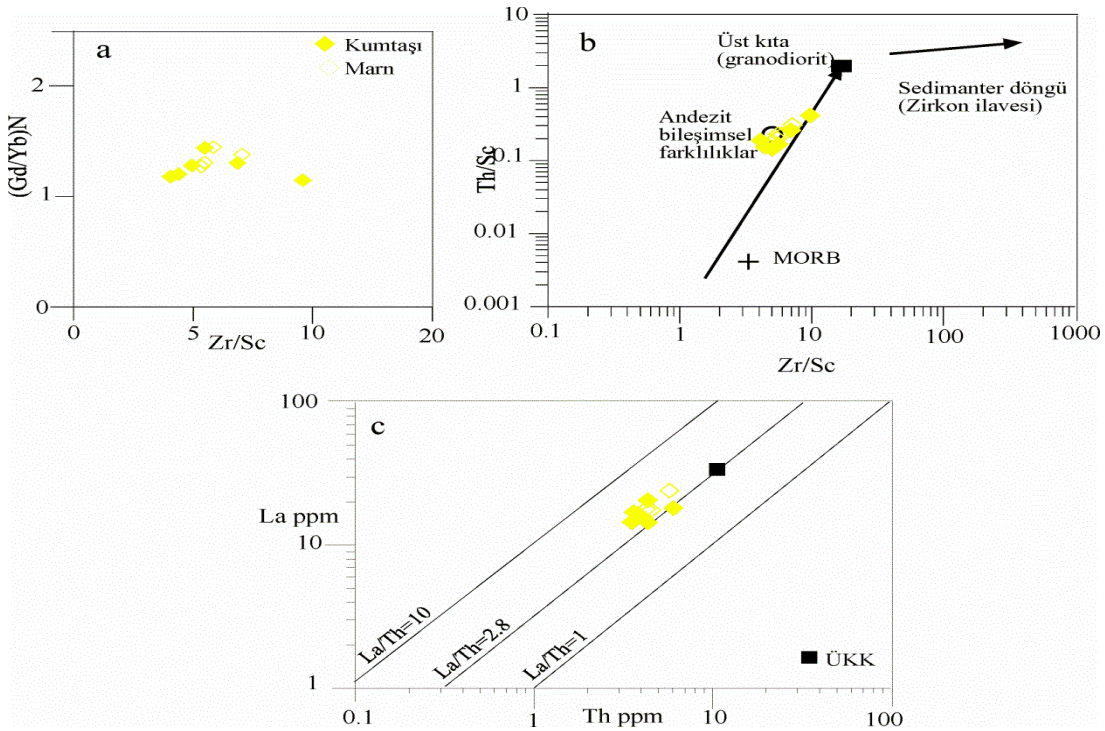 a
Kumtaşı
Marn
2
1
0
(Gd/Yb)N
0
5
10
20
Zr/Sc
b
10
1
0.1
0.01
0.001
Th/Sc
Üst kıta
(granodiorit)
Sedimanter döngü
(Zirkon ilavesi)
Andezit
bileşimsel
farklılıklar
MORB
0.1
1
10
100
1000
Zr/Sc
c
100
10
1
La ppm
La/Th=10
La/Th=2.8
La/Th=1
ÜKK
0.1
1
10
100
Th ppm